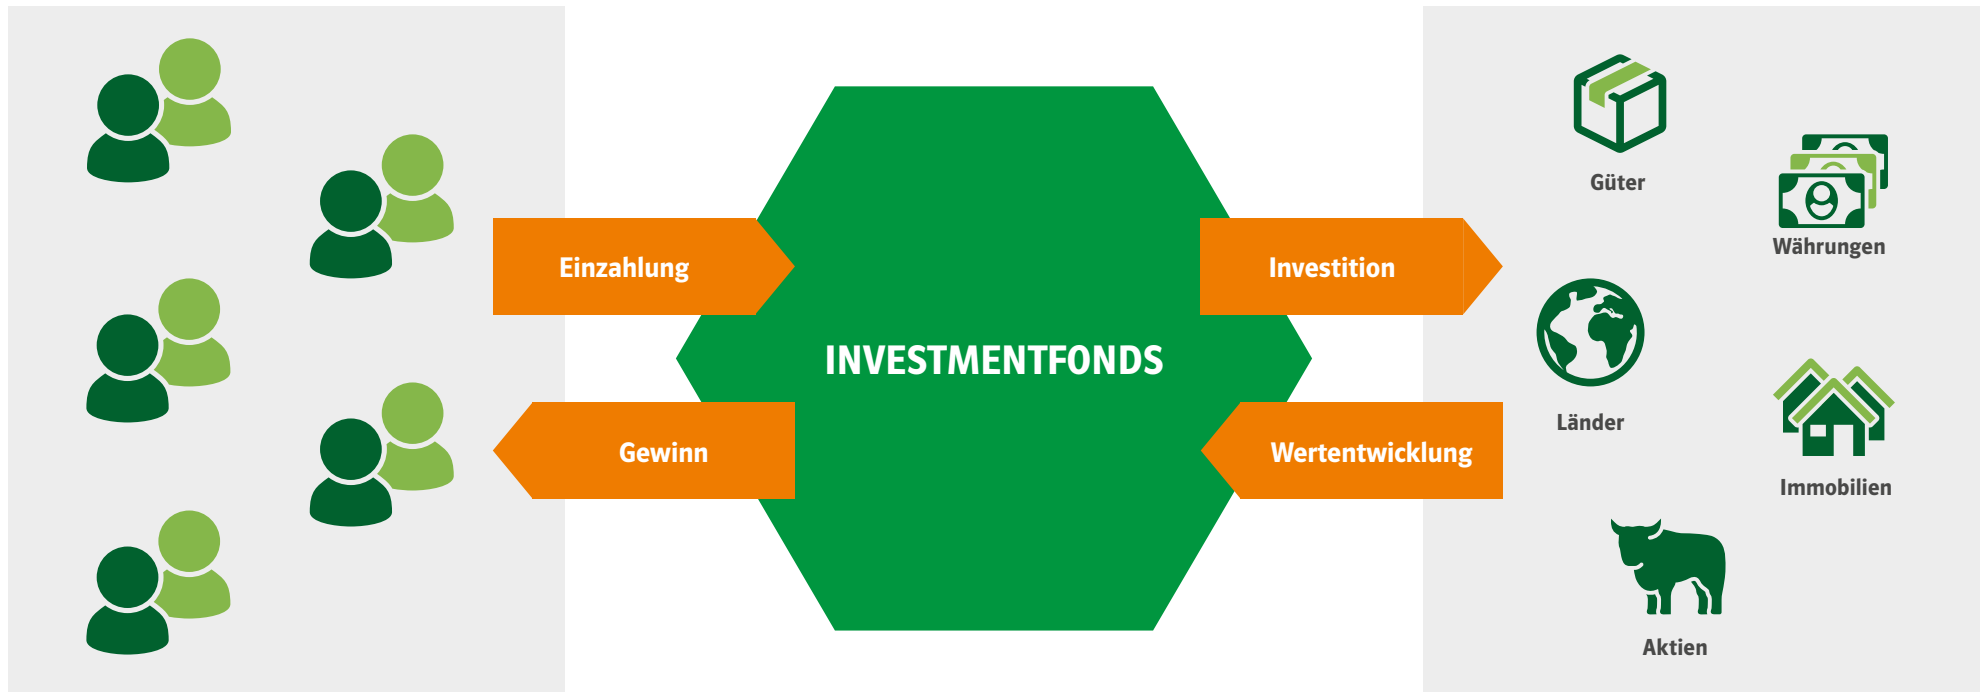 Einzahlung
Gewinn
INVESTMENTFONDS
Investition
Wertentwicklung
Güter
Währungen
Länder
Immobilien
Aktien